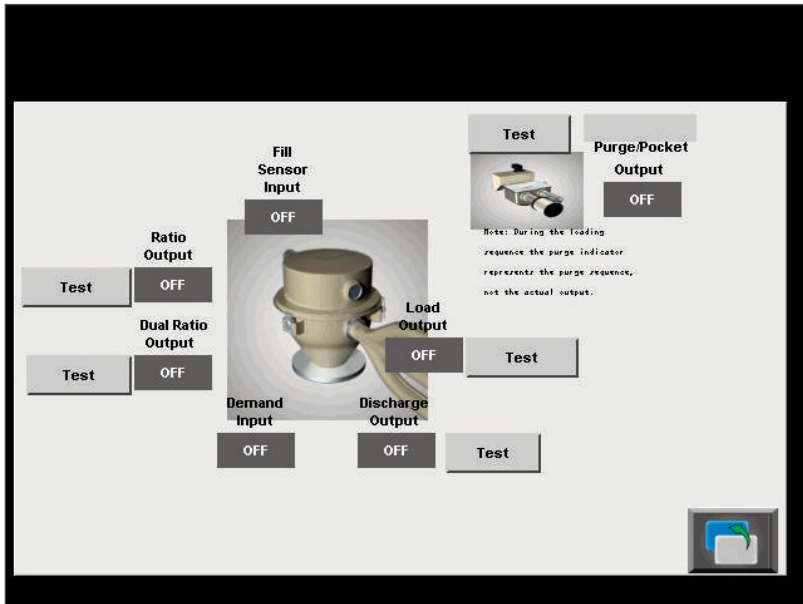 Test
Purge/Pocket
Output
OFF
Fill
Sensor
Input
OFF
Note: During the loading
sequence the purge indicator
represents the purge sequence,
not the actual output.
Ratio
Output
Test
OFF
Load
Output
OFF
Test
Dual Ratio
Output
Test
OFF
Demand
Input
OFF
Discharge
Output
OFF
Test